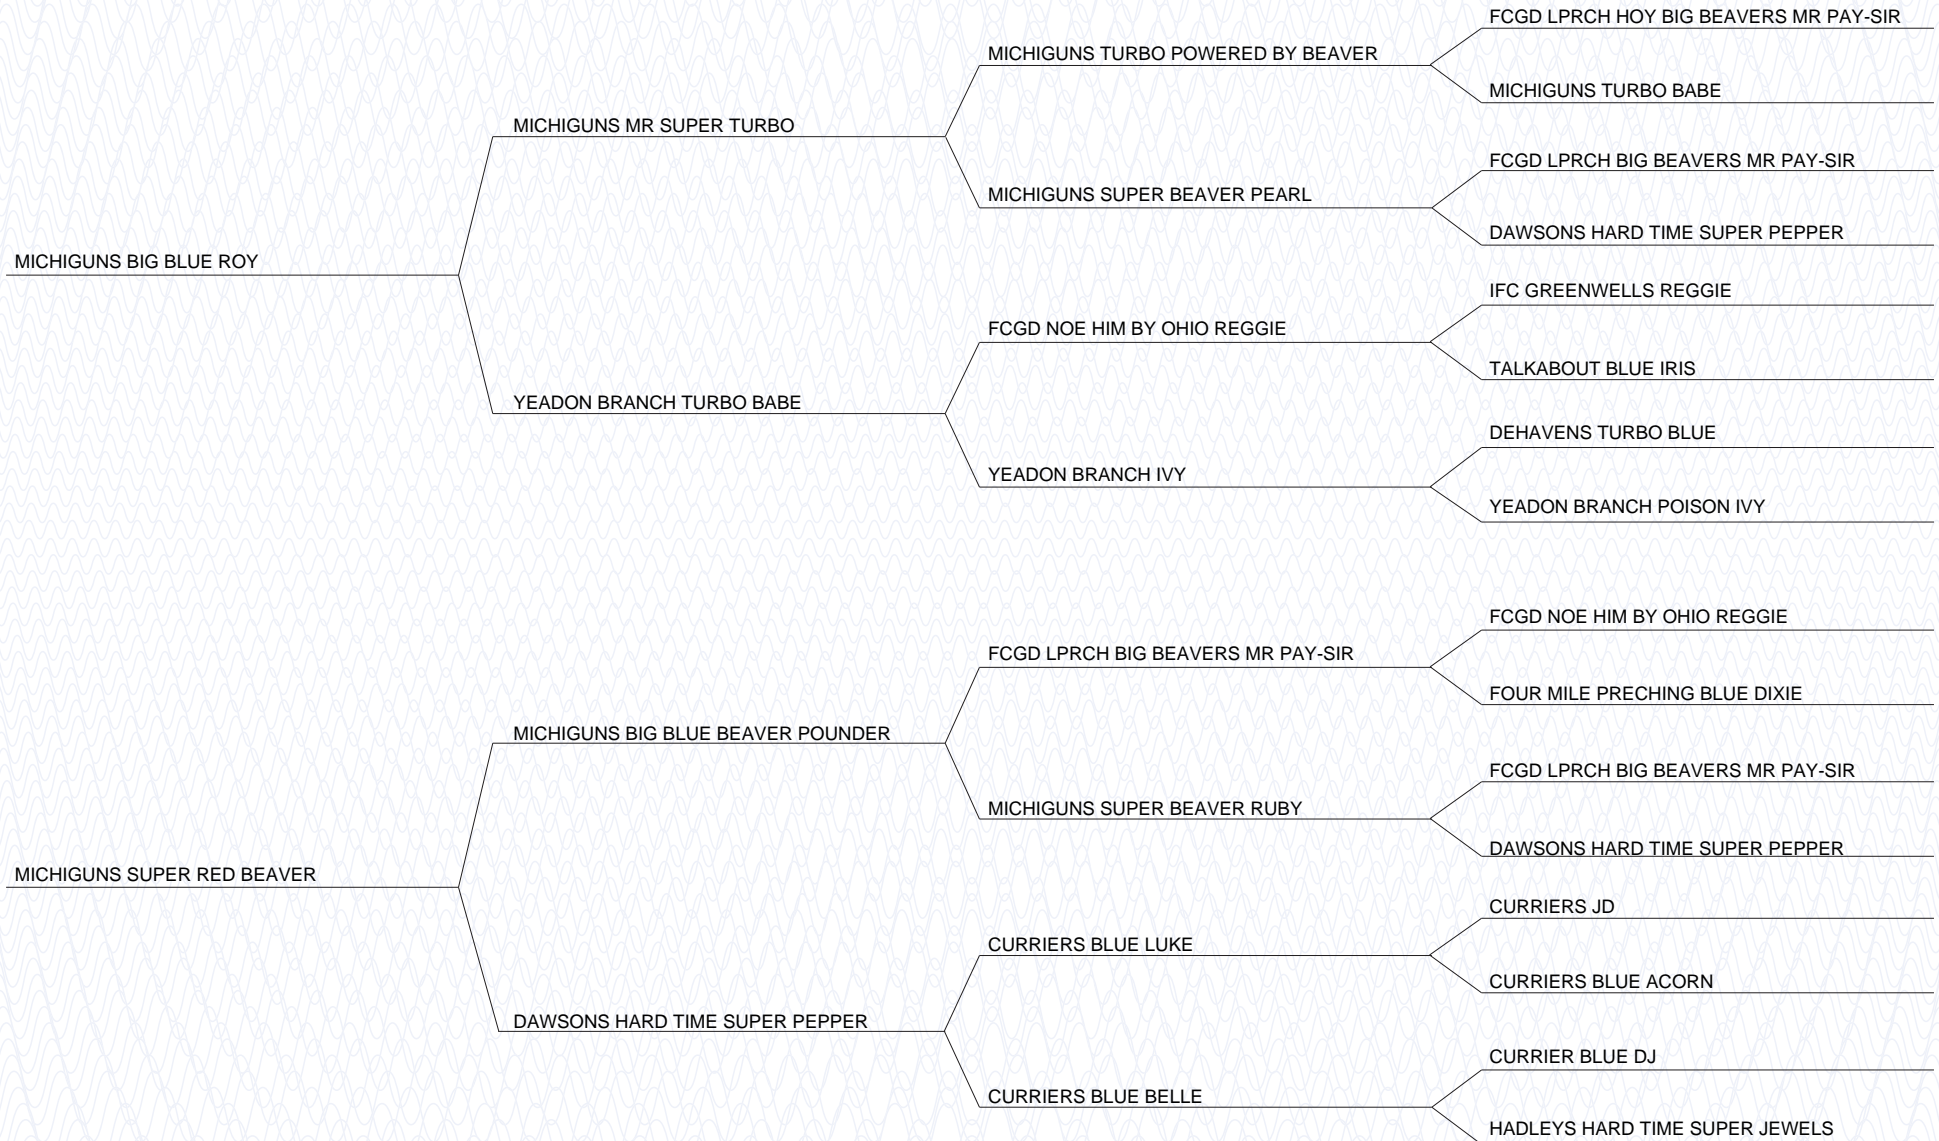 FCGD LPRCH HOY BIG BEAVERS MR PAY-SIR
MICHIGUNS TURBO POWERED BY BEAVER
MICHIGUNS TURBO BABE
MICHIGUNS MR SUPER TURBO
FCGD LPRCH BIG BEAVERS MR PAY-SIR
MICHIGUNS SUPER BEAVER PEARL
DAWSONS HARD TIME SUPER PEPPER
MICHIGUNS BIG BLUE ROY
IFC GREENWELLS REGGIE
FCGD NOE HIM BY OHIO REGGIE
TALKABOUT BLUE IRIS
YEADON BRANCH TURBO BABE
DEHAVENS TURBO BLUE
YEADON BRANCH IVY
YEADON BRANCH POISON IVY
FCGD NOE HIM BY OHIO REGGIE
FCGD LPRCH BIG BEAVERS MR PAY-SIR
FOUR MILE PRECHING BLUE DIXIE
MICHIGUNS BIG BLUE BEAVER POUNDER
FCGD LPRCH BIG BEAVERS MR PAY-SIR
MICHIGUNS SUPER BEAVER RUBY
DAWSONS HARD TIME SUPER PEPPER
MICHIGUNS SUPER RED BEAVER
CURRIERS JD
CURRIERS BLUE LUKE
CURRIERS BLUE ACORN
DAWSONS HARD TIME SUPER PEPPER
CURRIER BLUE DJ
CURRIERS BLUE BELLE
HADLEYS HARD TIME SUPER JEWELS